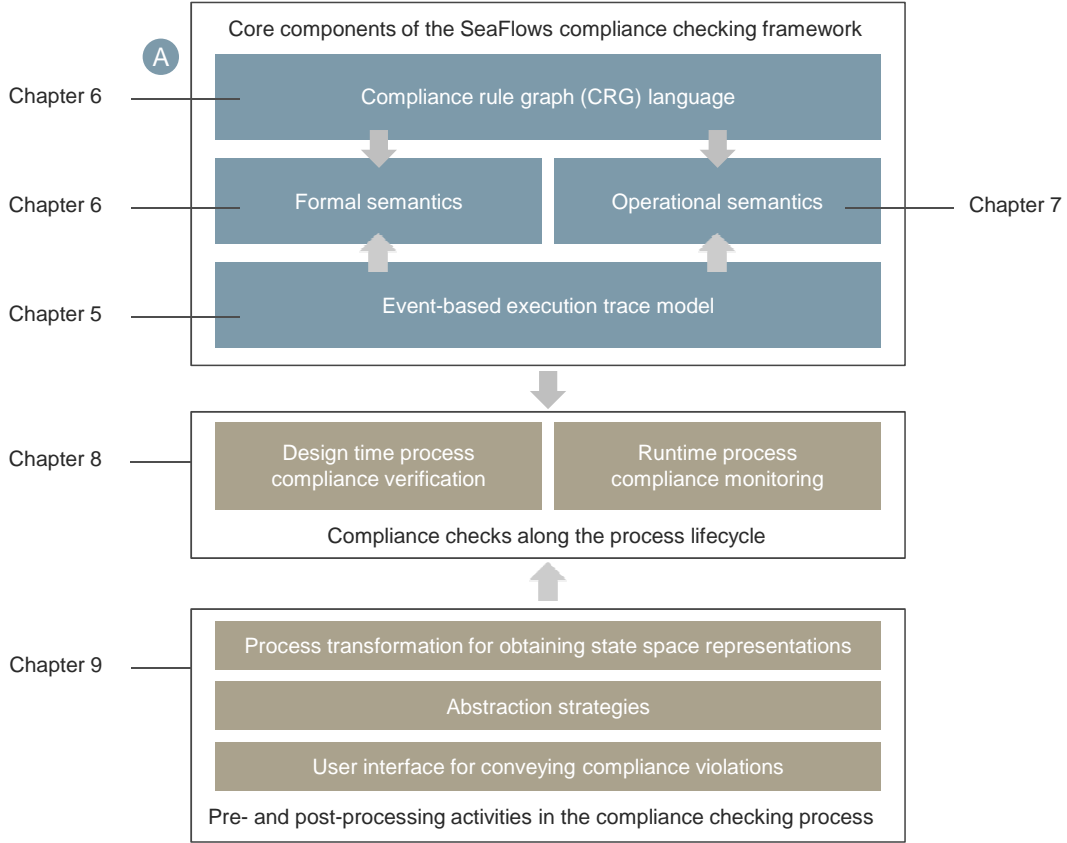 Core components of the SeaFlows compliance checking framework
A
Chapter 6
Compliance rule graph (CRG) language
Chapter 6
Formal semantics
Operational semantics
Chapter 7
Chapter 5
Event-based execution trace model
Chapter 8
Design time process
compliance verification
Runtime process
compliance monitoring
Compliance checks along the process lifecycle
Chapter 9
Process transformation for obtaining state space representations
Abstraction strategies
User interface for conveying compliance violations
Pre- and post-processing activities in the compliance checking process